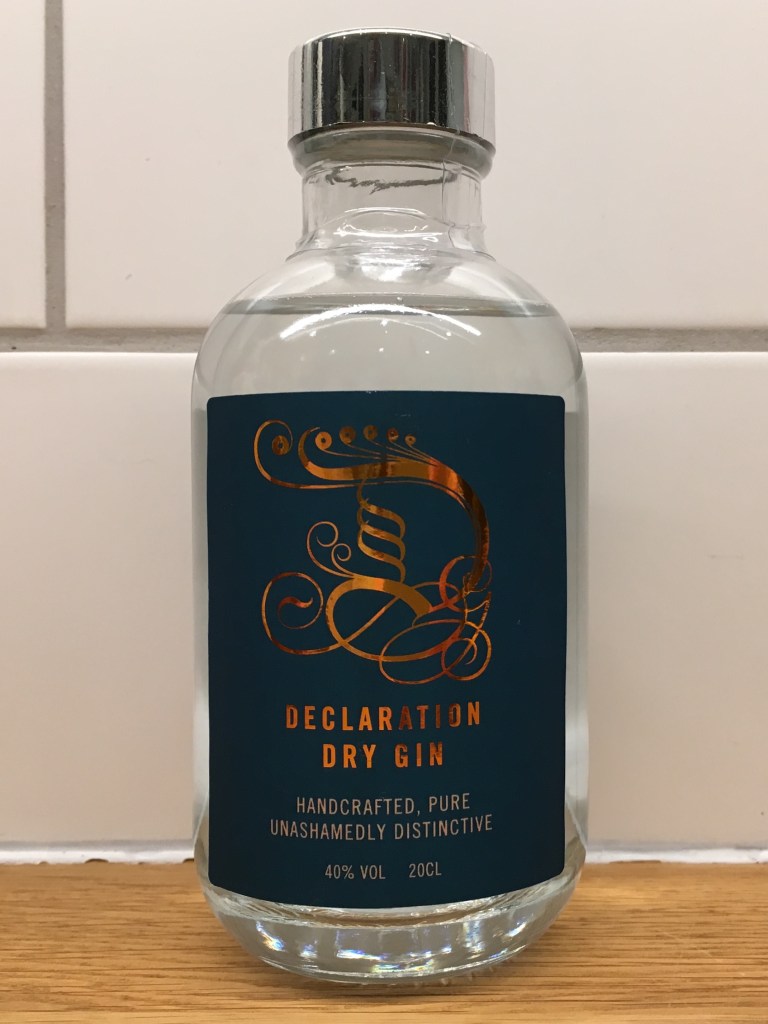 D
DECLARATION
DRY GIN
HANDCRAFTED, PURE
UNASHAMEDLY DISTINCTIVE
40% VOL 20CL